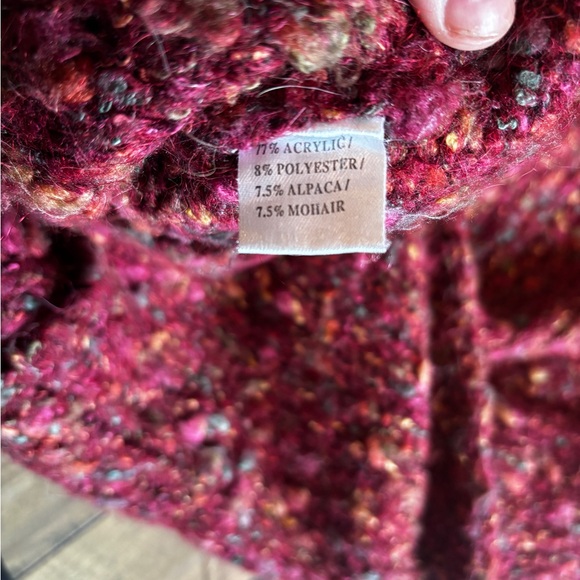 77% ACRYLIC/
8% POLYESTER/
7.5% ALPACA/
7.5% MOHAIR